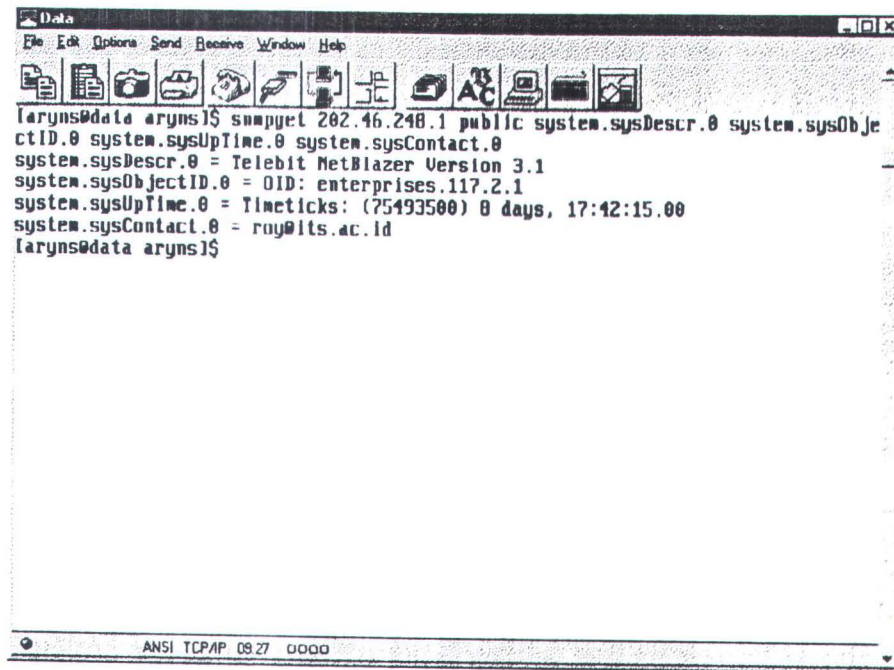 Data
File Edit Options Send Receive Window Help
[aryns@data aryns]$ snmpget 202.46.248.1 public system.sysDescr.0 system.sysObje
ctID.0 system.sysUpTime.0 system.sysContact.0
system.sysDescr.0 = Telebit NetBlazer Version 3.1
system.sysObjectID.0 = OID: enterprises.117.2.1
system.sysUpTime.0 = Timeticks: (75493500) 8 days, 17:42:15.00
system.sysContact.0 = roy@its.ac.id
[aryns@data aryns]$
ANSI TCP/IP 09:27 0000